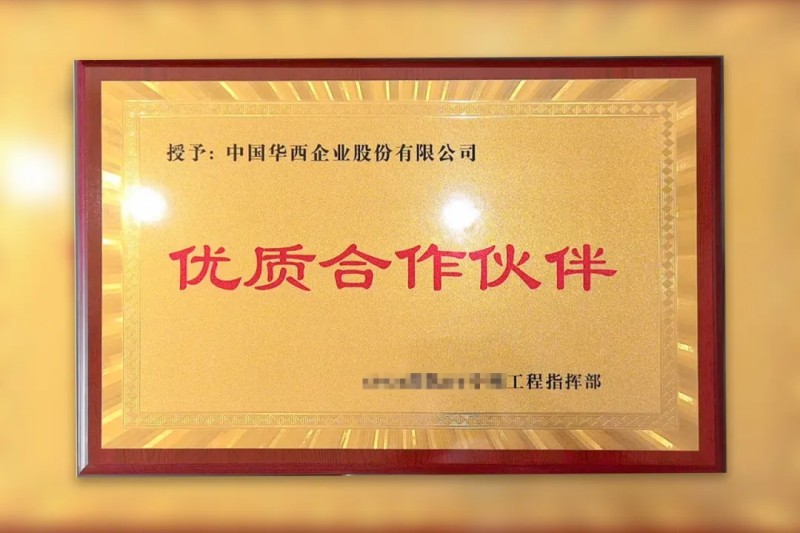 授予：中国华西企业股份有限公司
优质合作伙伴
工程指挥部